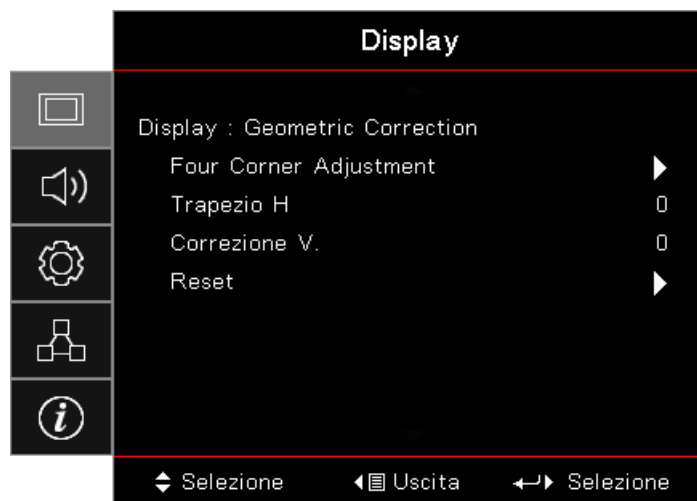 Display
Display : Geometric Correction
Four Corner Adjustment
Trapezio H 0
Correzione V. 0
Reset
Selezione Uscita Selezione